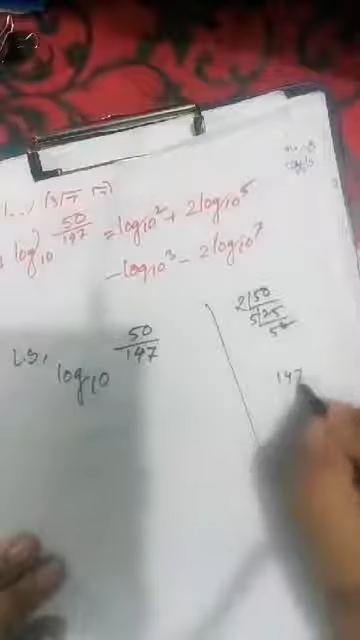 log₁₀ 50/147 = log₁₀ 2 + 2log₁₀ 5
- log₁₀ 3 - 2log₁₀ 7
L.S, log₁₀ 50/147
2|50
5|25
5
147